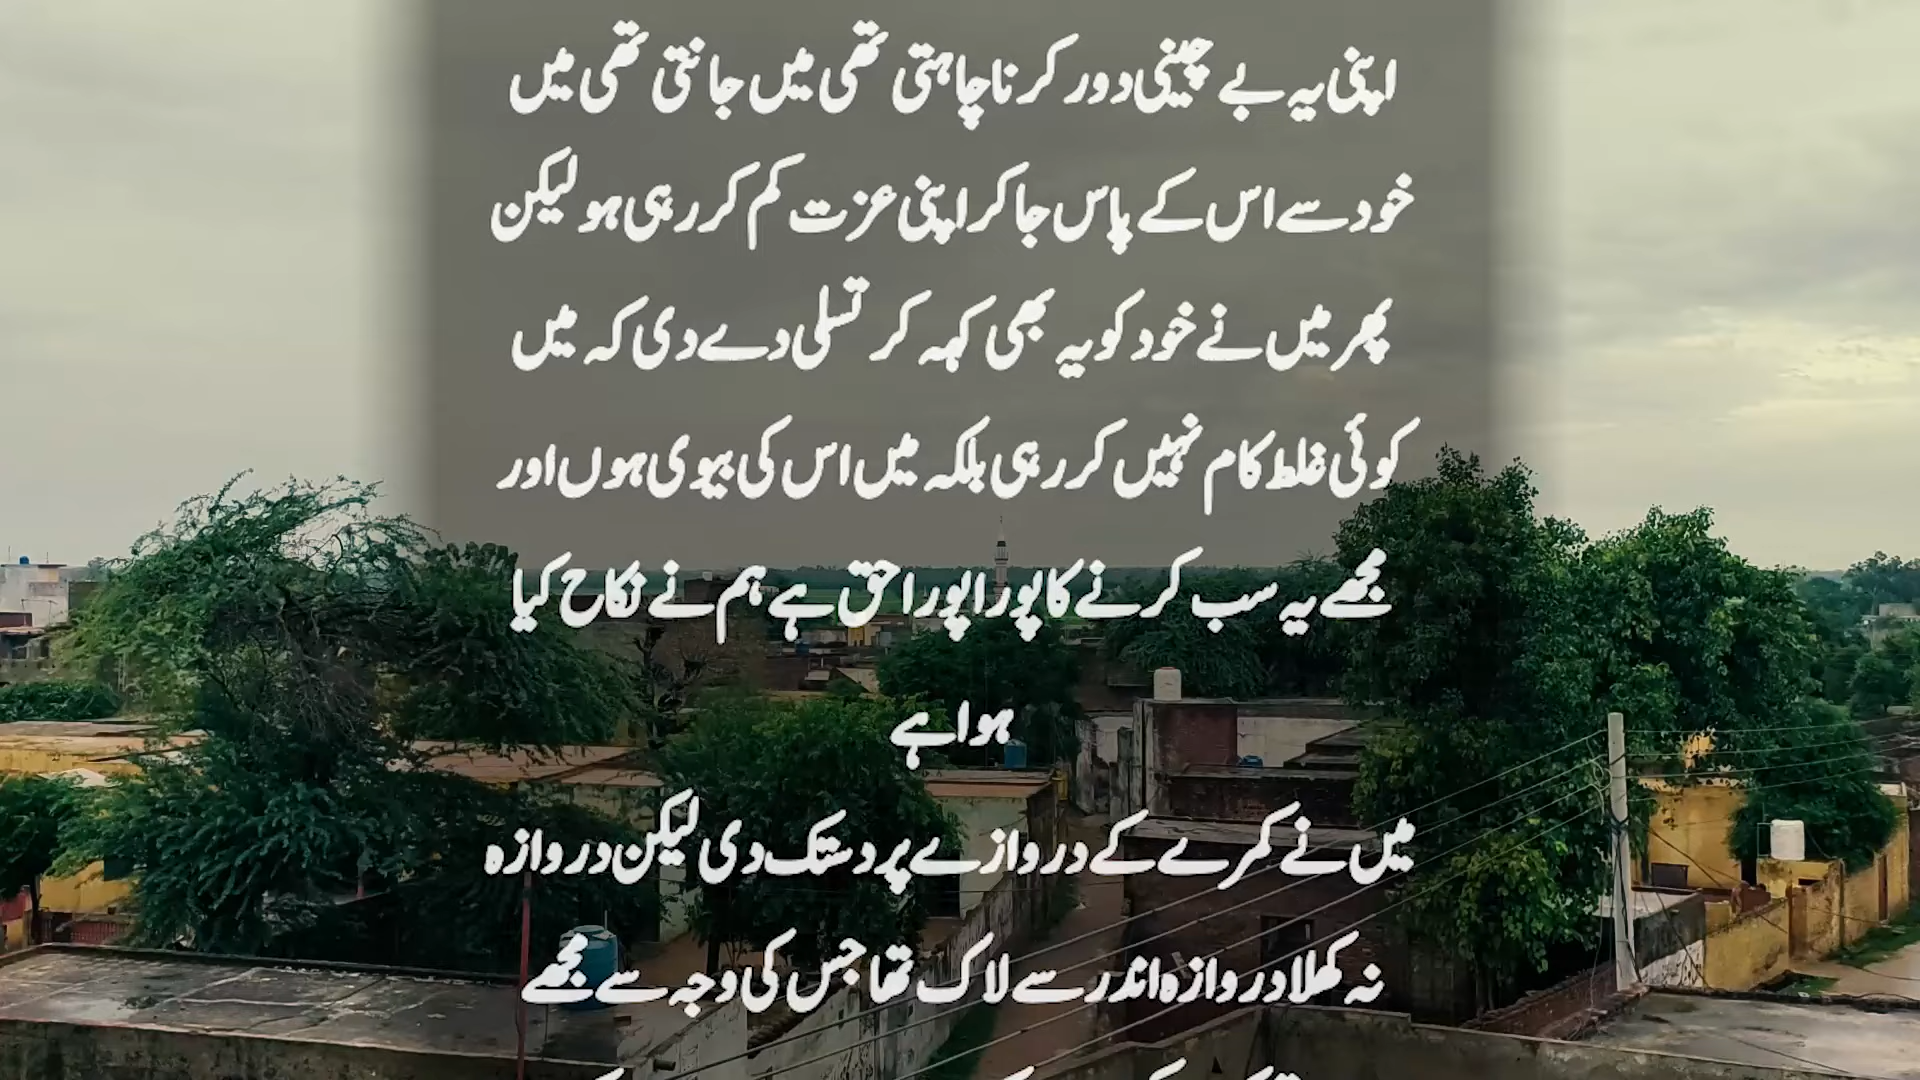 اپنی یہ بے چینی دور کرنا چاہتی تھی میں جانتی تھی میں
خود سے اس کے پاس جا کر اپنی عزت کم کر رہی ہو لیکن
پھر میں نے خود کو یہ بھی کہہ کر تسلی دے دی کہ میں
کوئی غلط کام نہیں کر رہی بلکہ میں اس کی بیوی ہوں اور
مجھے یہ سب کرنے کا پورا پورا حق ہے ہم نے نکاح کیا
ہوا ہے
میں نے کمرے کے دروازے پر دستک دی لیکن دروازہ
نہ کھلا دروازہ اندر سے لاک تھا جس کی وجہ سے مجھے